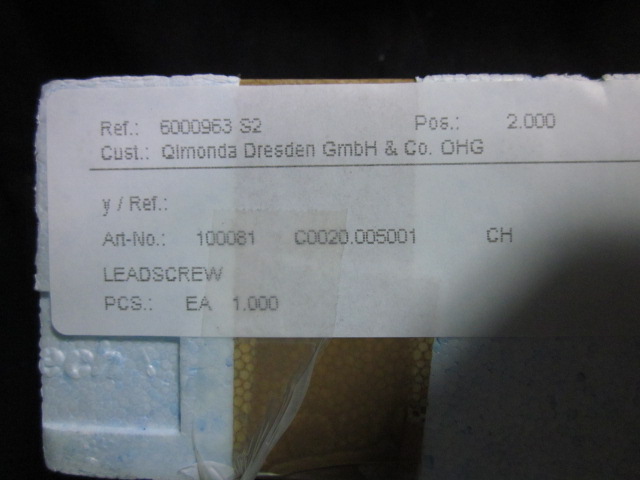 Ref.: 6000963 S2 Pos.: 2.000
Cust.: Qimonda Dresden GmbH & Co. OHG
y / Ref.:
Art-No.: 100081 C0020.005001 CH
LEADSCREW
PCS.: EA 1.000